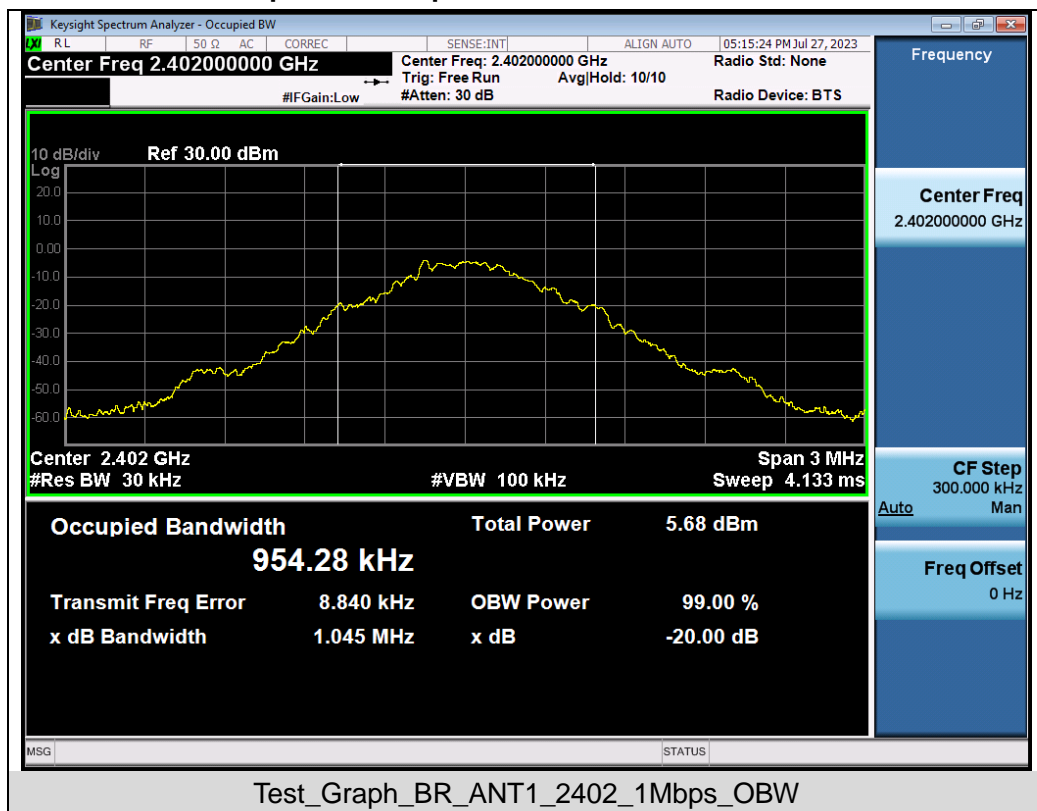 Keysight Spectrum Analyzer - Occupied BW
LXI RL RF 50 Ω AC CORREC SENSE:INT ALIGN AUTO 05:15:24 PM Jul 27, 2023
Center Freq 2.402000000 GHz
Center Freq: 2.402000000 GHz
Radio Std: None
Trig: Free Run Avg|Hold: 10/10
#IFGain:Low #Atten: 30 dB Radio Device: BTS
10 dB/div Ref 30.00 dBm
Log
20.0
10.0
0.00
-10.0
-20.0
-30.0
-40.0
-50.0
-60.0
Center 2.402 GHz Span 3 MHz
#Res BW 30 kHz #VBW 100 kHz Sweep 4.133 ms
Occupied Bandwidth Total Power 5.68 dBm
954.28 kHz
Transmit Freq Error 8.840 kHz OBW Power 99.00 %
x dB Bandwidth 1.045 MHz x dB -20.00 dB
Frequency
Center Freq
2.402000000 GHz
CF Step
300.000 kHz
Auto Man
Freq Offset
0 Hz
MSG STATUS
Test_Graph_BR_ANT1_2402_1Mbps_OBW